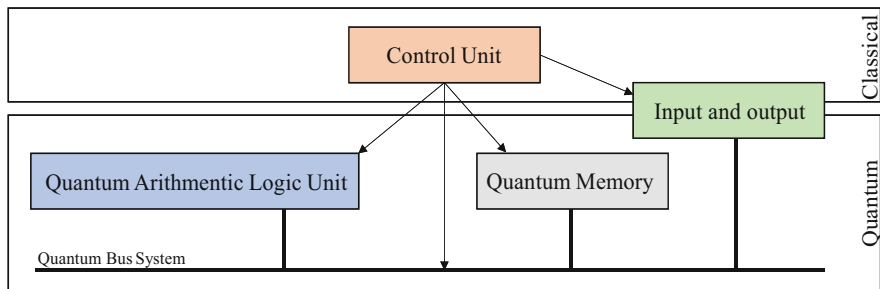 Control Unit
Classical
Input and output
Quantum Arithmentic Logic Unit
Quantum Memory
Quantum
Quantum Bus System